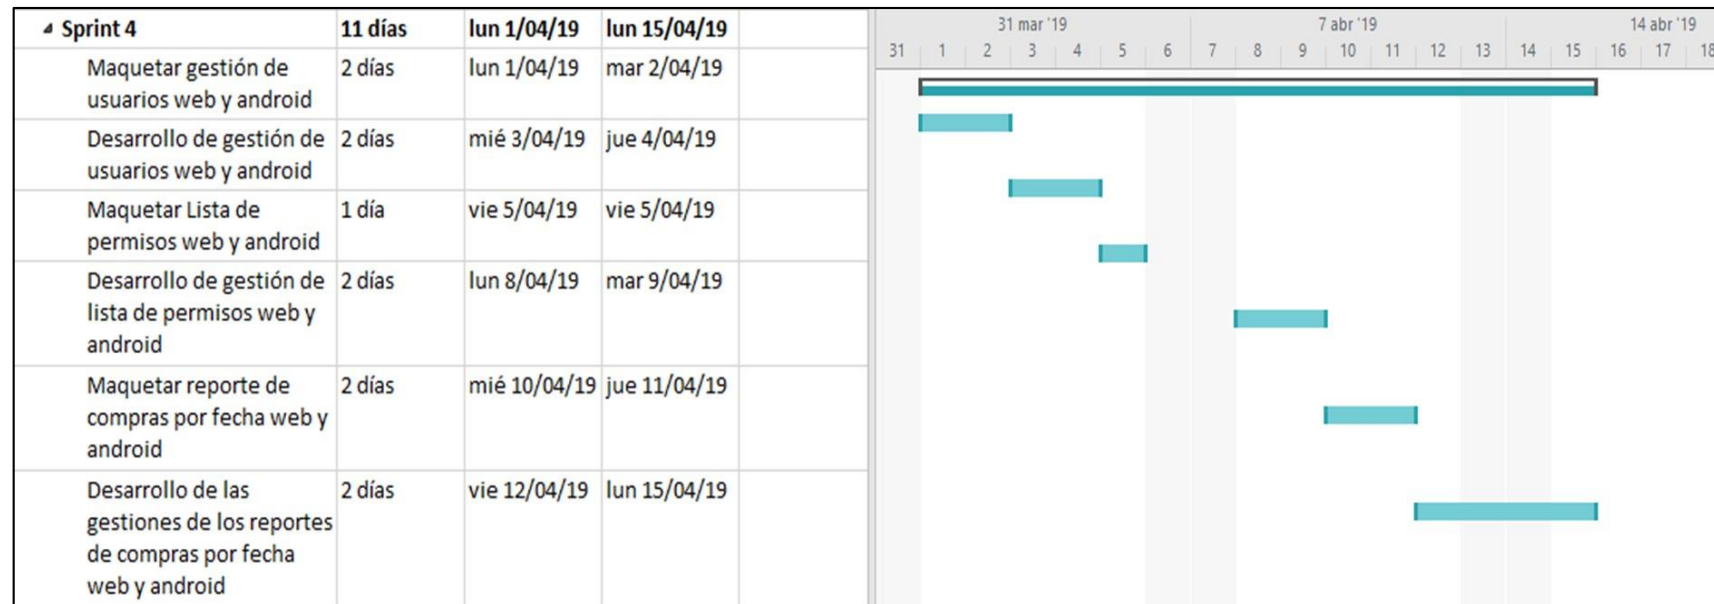 Sprint 4 11 días lun 1/04/19 lun 15/04/19
Maquetar gestión de usuarios web y android 2 días lun 1/04/19 mar 2/04/19
Desarrollo de gestión de usuarios web y android 2 días mié 3/04/19 jue 4/04/19
Maquetar Lista de permisos web y android 1 día vie 5/04/19 vie 5/04/19
Desarrollo de gestión de lista de permisos web y android 2 días lun 8/04/19 mar 9/04/19
Maquetar reporte de compras por fecha web y android 2 días mié 10/04/19 jue 11/04/19
Desarrollo de las gestiones de los reportes de compras por fecha web y android 2 días vie 12/04/19 lun 15/04/19
31 mar '19 7 abr '19 14 abr '19
31 1 2 3 4 5 6 7 8 9 10 11 12 13 14 15 16 17 18